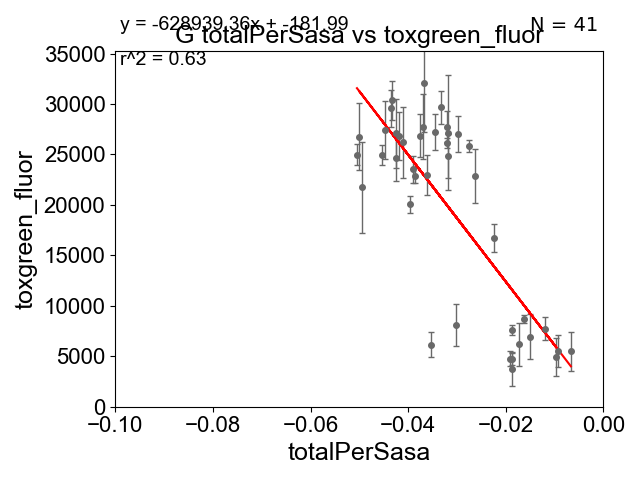 y = -628939.36x + -181.99
N = 41
G totalPerSasa vs toxgreen_fluor
r^2 = 0.63
toxgreen_fluor
35000
30000
25000
20000
15000
10000
5000
0
−0.10 −0.08 −0.06 −0.04 −0.02 0.00
totalPerSasa